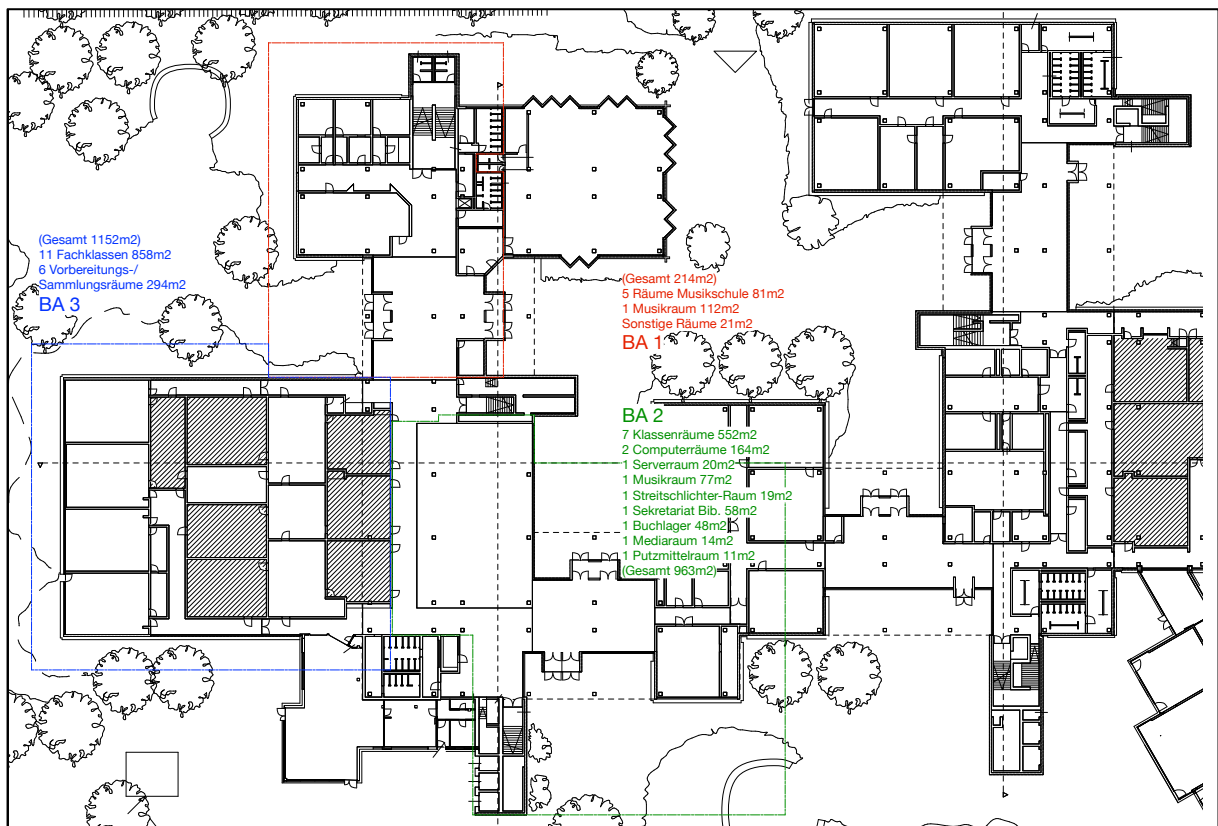 (Gesamt 1152m2)
11 Fachklassen 858m2
6 Vorbereitungs-/
Sammlungsräume 294m2
BA 3
(Gesamt 214m2)
5 Räume Musikschule 81m2
1 Musikraum 112m2
Sonstige Räume 21m2
BA 1
BA 2
7 Klassenräume 552m2
2 Computerräume 164m2
1 Serverraum 20m2
1 Musikraum 77m2
1 Streitschlichter-Raum 19m2
1 Sekretariat Bib. 58m2
1 Buchlager 48m2
1 Mediaraum 14m2
1 Putzmittelraum 11m2
(Gesamt 963m2)